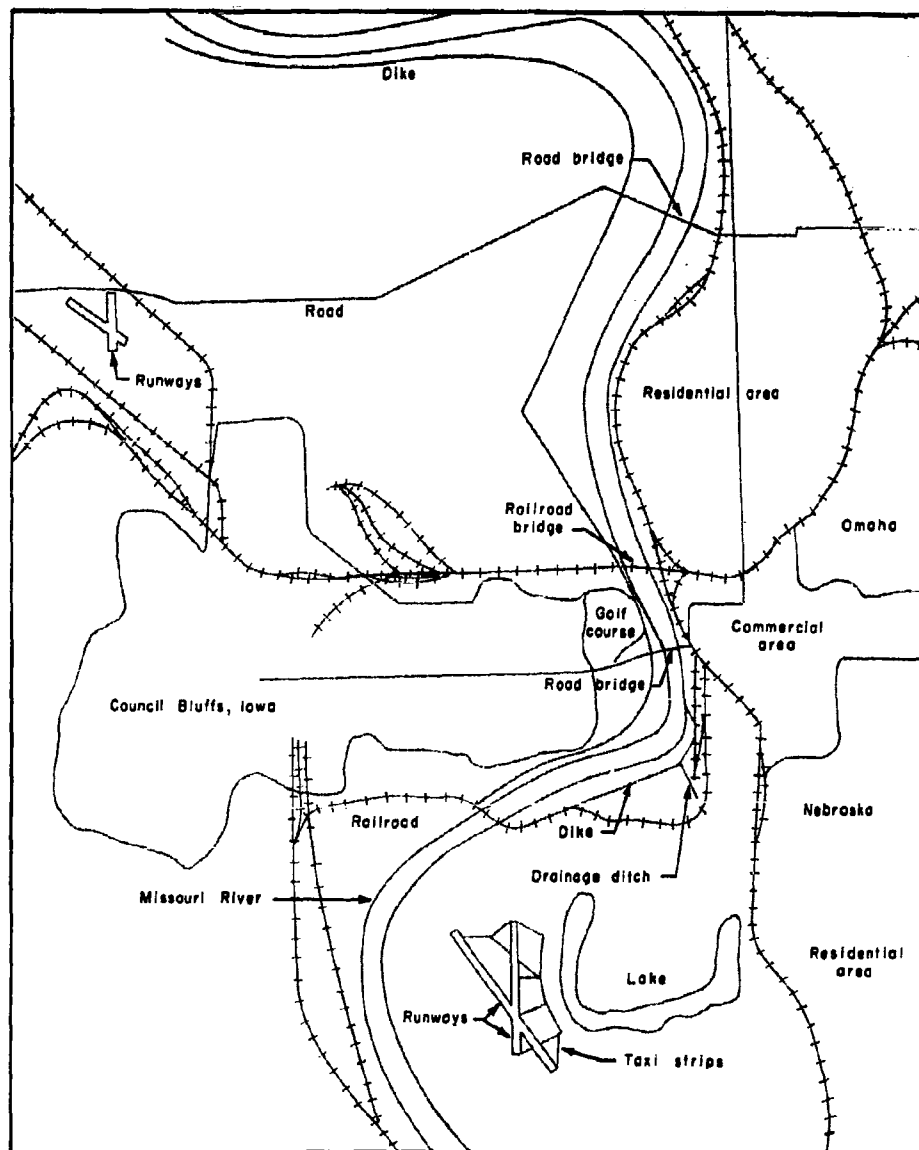 Dike
Road bridge
Road
Runways
Residential area
Railroad
bridge
Omaha
Golf
course
Commercial
area
Road bridge
Council Bluffs, Iowa
Railroad
Dike
Nebraska
Drainage ditch
Missouri River
Residential
area
Lake
Runways
Taxi strips